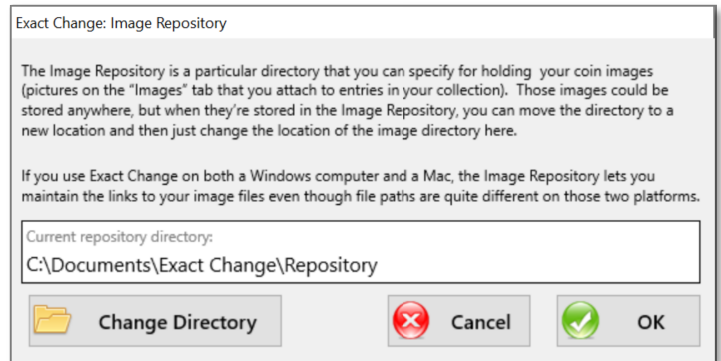 Exact Change: Image Repository
The Image Repository is a particular directory that you can specify for holding your coin images
(pictures on the “Images” tab that you attach to entries in your collection). Those images could be
stored anywhere, but when they’re stored in the Image Repository, you can move the directory to a
new location and then just change the location of the image directory here.
If you use Exact Change on both a Windows computer and a Mac, the Image Repository lets you
maintain the links to your image files even though file paths are quite different on those two platforms.
Current repository directory:
C:\Documents\Exact Change\Repository
Change Directory Cancel OK